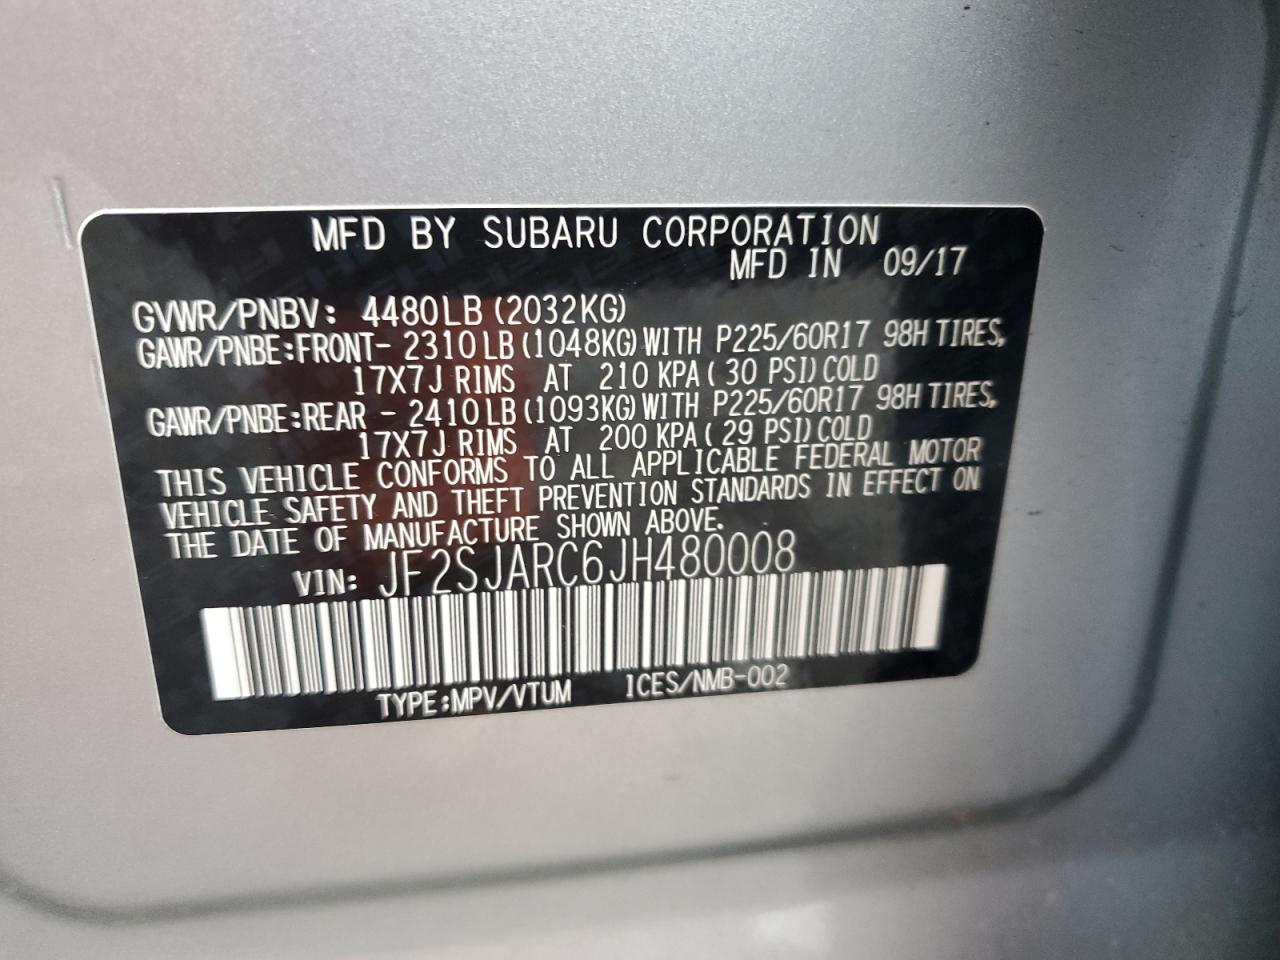 MFD BY SUBARU CORPORATION
MFD IN 09/17
GVWR/PNBV: 4480LB (2032KG)
GAWR/PNBE:FRONT- 2310LB (1048KG) WITH P225/60R17 98H TIRES,
17X7J RIMS AT 210 KPA ( 30 PSI) COLD
GAWR/PNBE:REAR - 2410LB (1093KG) WITH P225/60R17 98H TIRES,
17X7J RIMS AT 200 KPA ( 29 PSI) COLD
THIS VEHICLE CONFORMS TO ALL APPLICABLE FEDERAL MOTOR
VEHICLE SAFETY AND THEFT PREVENTION STANDARDS IN EFFECT ON
THE DATE OF MANUFACTURE SHOWN ABOVE.
VIN: JF2SJARC6JH480008
TYPE:MPV/VTUM ICES/NMB-002